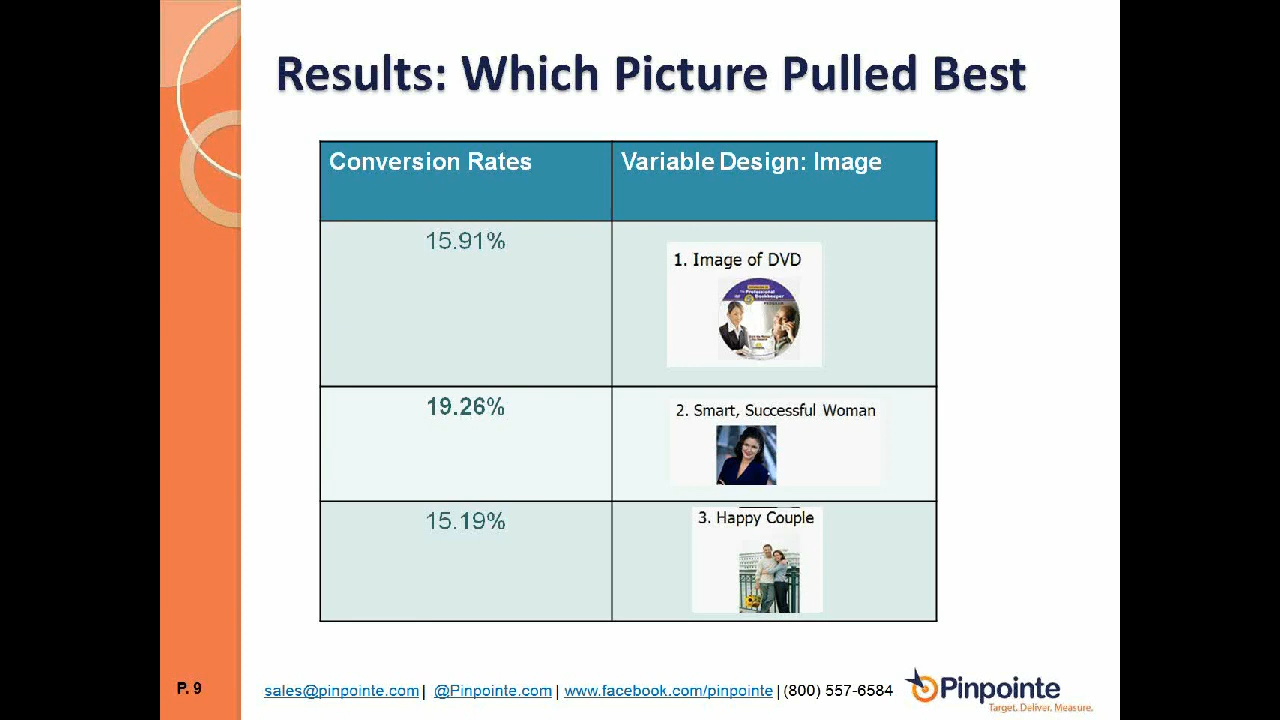 Results: Which Picture Pulled Best
Conversion Rates
Variable Design: Image
15.91%
1. Image of DVD
Professional
Bookkeeper
19.26%
2. Smart, Successful Woman
15.19%
3. Happy Couple
P. 9
sales@pinpointe.com | @Pinpointe.com | www.facebook.com/pinpointe | (800) 557-6584
Pinpointe
Target. Deliver. Measure.